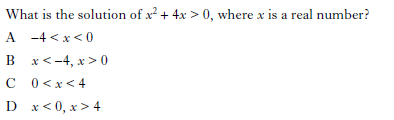 What is the solution of x² + 4x > 0, where x is a real number?
A −4 < x < 0
B x < −4, x > 0
C 0 < x < 4
D x < 0, x > 4